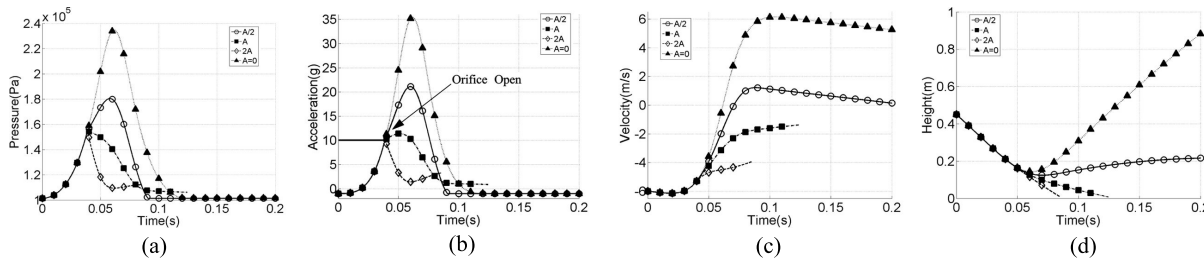 2.4 x 10^5
2.2
2
1.8
1.6
1.4
1.2
1
0 0.05 0.1 0.15 0.2
Pressure(Pa)
Time(s)
A/2
A
2A
A=0
(a)
35
30
25
20
15
10
5
0
0 0.05 0.1 0.15 0.2
Acceleration(g)
Time(s)
Orifice Open
A/2
A
2A
A=0
(b)
6
4
2
0
-2
-4
-6
0 0.05 0.1 0.15 0.2
Velocity(m/s)
Time(s)
A/2
A
2A
A=0
(c)
1
0.8
0.6
0.4
0.2
0
0 0.05 0.1 0.15 0.2
Height(m)
Time(s)
A/2
A
2A
A=0
(d)